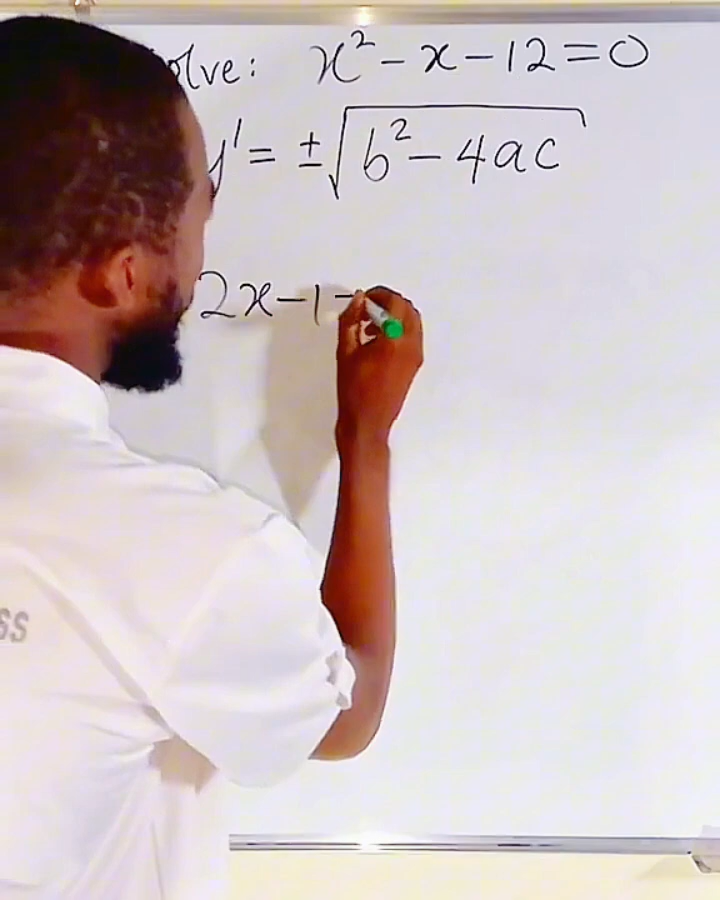 olve: x² - x - 12 = 0
y' = ±√(b² - 4ac)
2x - 1
ss